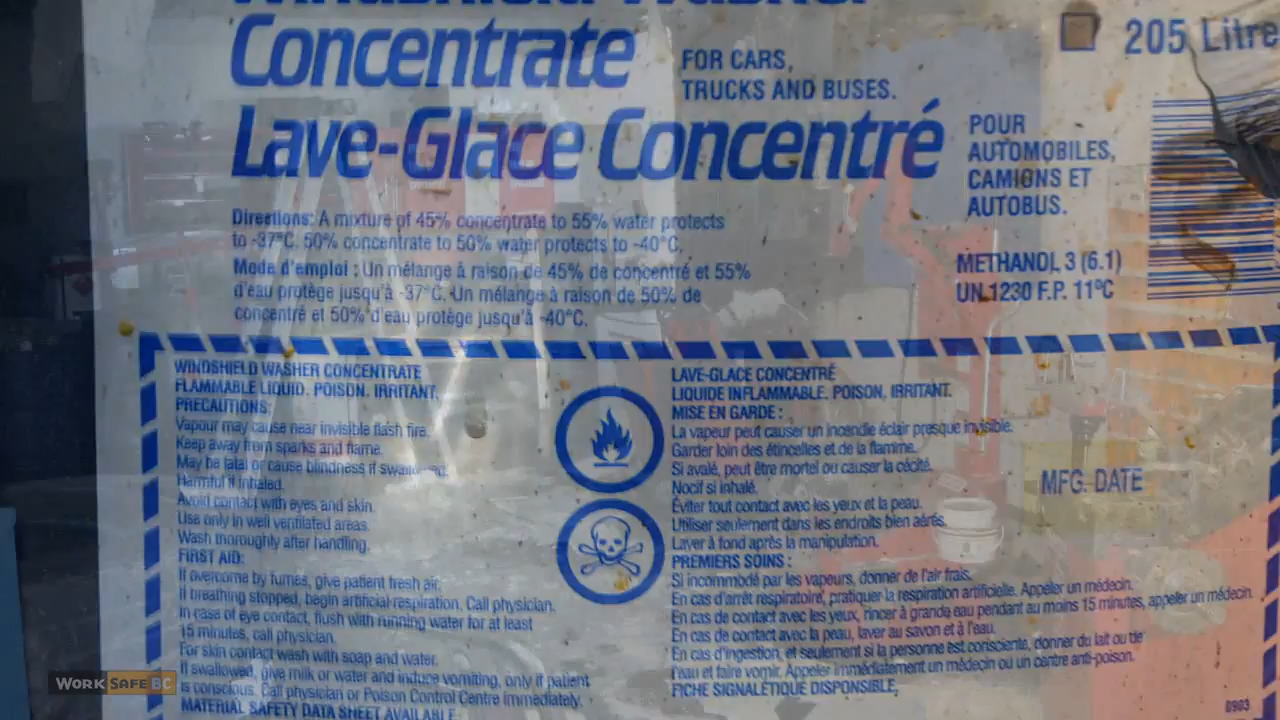 Windshield Washer
Concentrate
FOR CARS,
TRUCKS AND BUSES.
205 Litre
Lave-Glace Concentré
POUR
AUTOMOBILES,
CAMIONS ET
AUTOBUS.
Directions: A mixture of 45% concentrate to 55% water protects
to -37°C. 50% concentrate to 50% water protects to -40°C.
Mode d'emploi : Un mélange à raison de 45% de concentré et 55%
d'eau protège jusqu'à -37°C. Un mélange à raison de 50% de
concentré et 50% d'eau protège jusqu'à -40°C.
METHANOL 3 (6.1)
UN 1230 F.P. 11°C
WINDSHIELD WASHER CONCENTRATE
FLAMMABLE LIQUID. POISON. IRRITANT.
PRECAUTIONS:
Vapour may cause near invisible flash fire.
Keep away from sparks and flame.
May be fatal or cause blindness if swallowed.
Harmful if inhaled.
Avoid contact with eyes and skin.
Use only in well ventilated areas.
Wash thoroughly after handling.
FIRST AID:
If overcome by fumes, give patient fresh air.
If breathing stopped, begin artificial respiration. Call physician.
In case of eye contact, flush with running water for at least
15 minutes, call physician.
For skin contact wash with soap and water.
If swallowed, give milk or water and induce vomiting, only if patient
is conscious. Call physician or Poison Control Centre immediately.
MATERIAL SAFETY DATA SHEET AVAILABLE
LAVE-GLACE CONCENTRÉ
LIQUIDE INFLAMMABLE. POISON. IRRITANT.
MISE EN GARDE :
La vapeur peut causer un incendie éclair presque invisible.
Garder loin des étincelles et de la flamme.
Si avalé, peut être mortel ou causer la cécité.
Nocif si inhalé.
Éviter tout contact avec les yeux et la peau.
Utiliser seulement dans les endroits bien aérés.
Laver à fond après la manipulation.
PREMIERS SOINS :
Si incommodé par les vapeurs, donner de l'air frais.
En cas d'arrêt respiratoire, pratiquer la respiration artificielle. Appeler un médecin.
En cas de contact avec les yeux, rincer à grande eau pendant au moins 15 minutes, appeler un médecin.
En cas de contact avec la peau, laver au savon et à l'eau.
En cas d'ingestion, et seulement si la personne est consciente, donner du lait ou de
l'eau et faire vomir. Appeler immédiatement un médecin ou un centre anti-poison.
FICHE SIGNALÉTIQUE DISPONIBLE.
MFG. DATE
0903
WORK SAFE BC